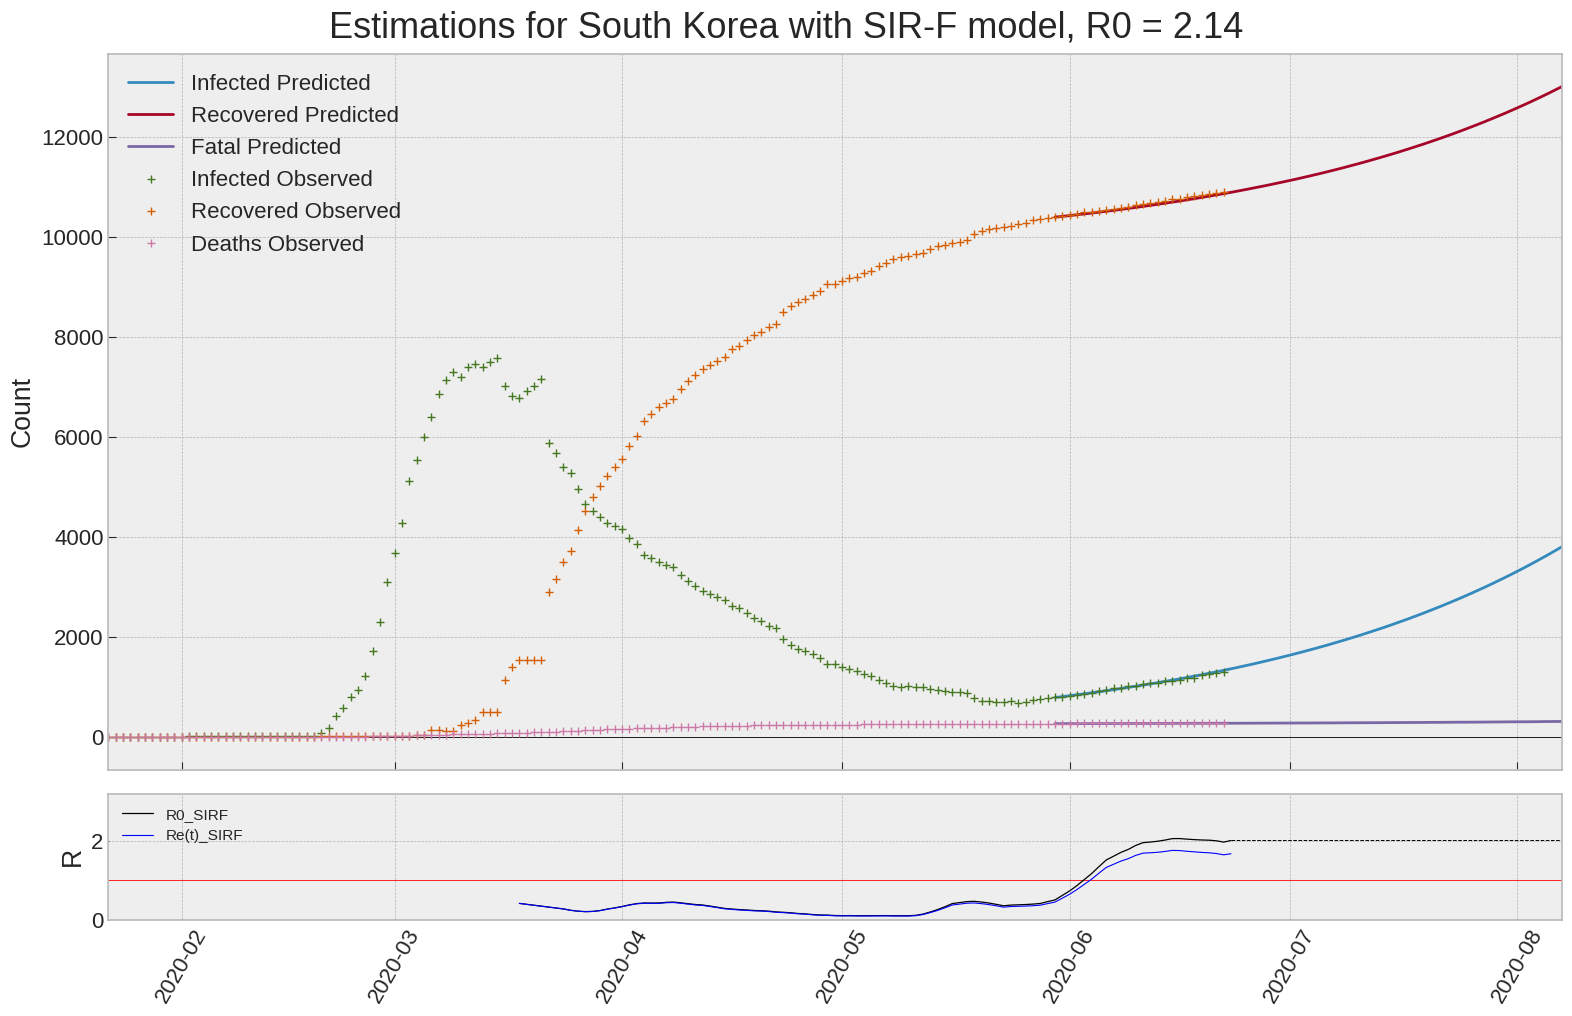 Estimations for South Korea with SIR-F model, R0 = 2.14
Infected Predicted
Recovered Predicted
Fatal Predicted
Infected Observed
Recovered Observed
Deaths Observed
Count
12000
10000
8000
6000
4000
2000
0
R0_SIRF
Re(t)_SIRF
R
2
0
2020-02
2020-03
2020-04
2020-05
2020-06
2020-07
2020-08